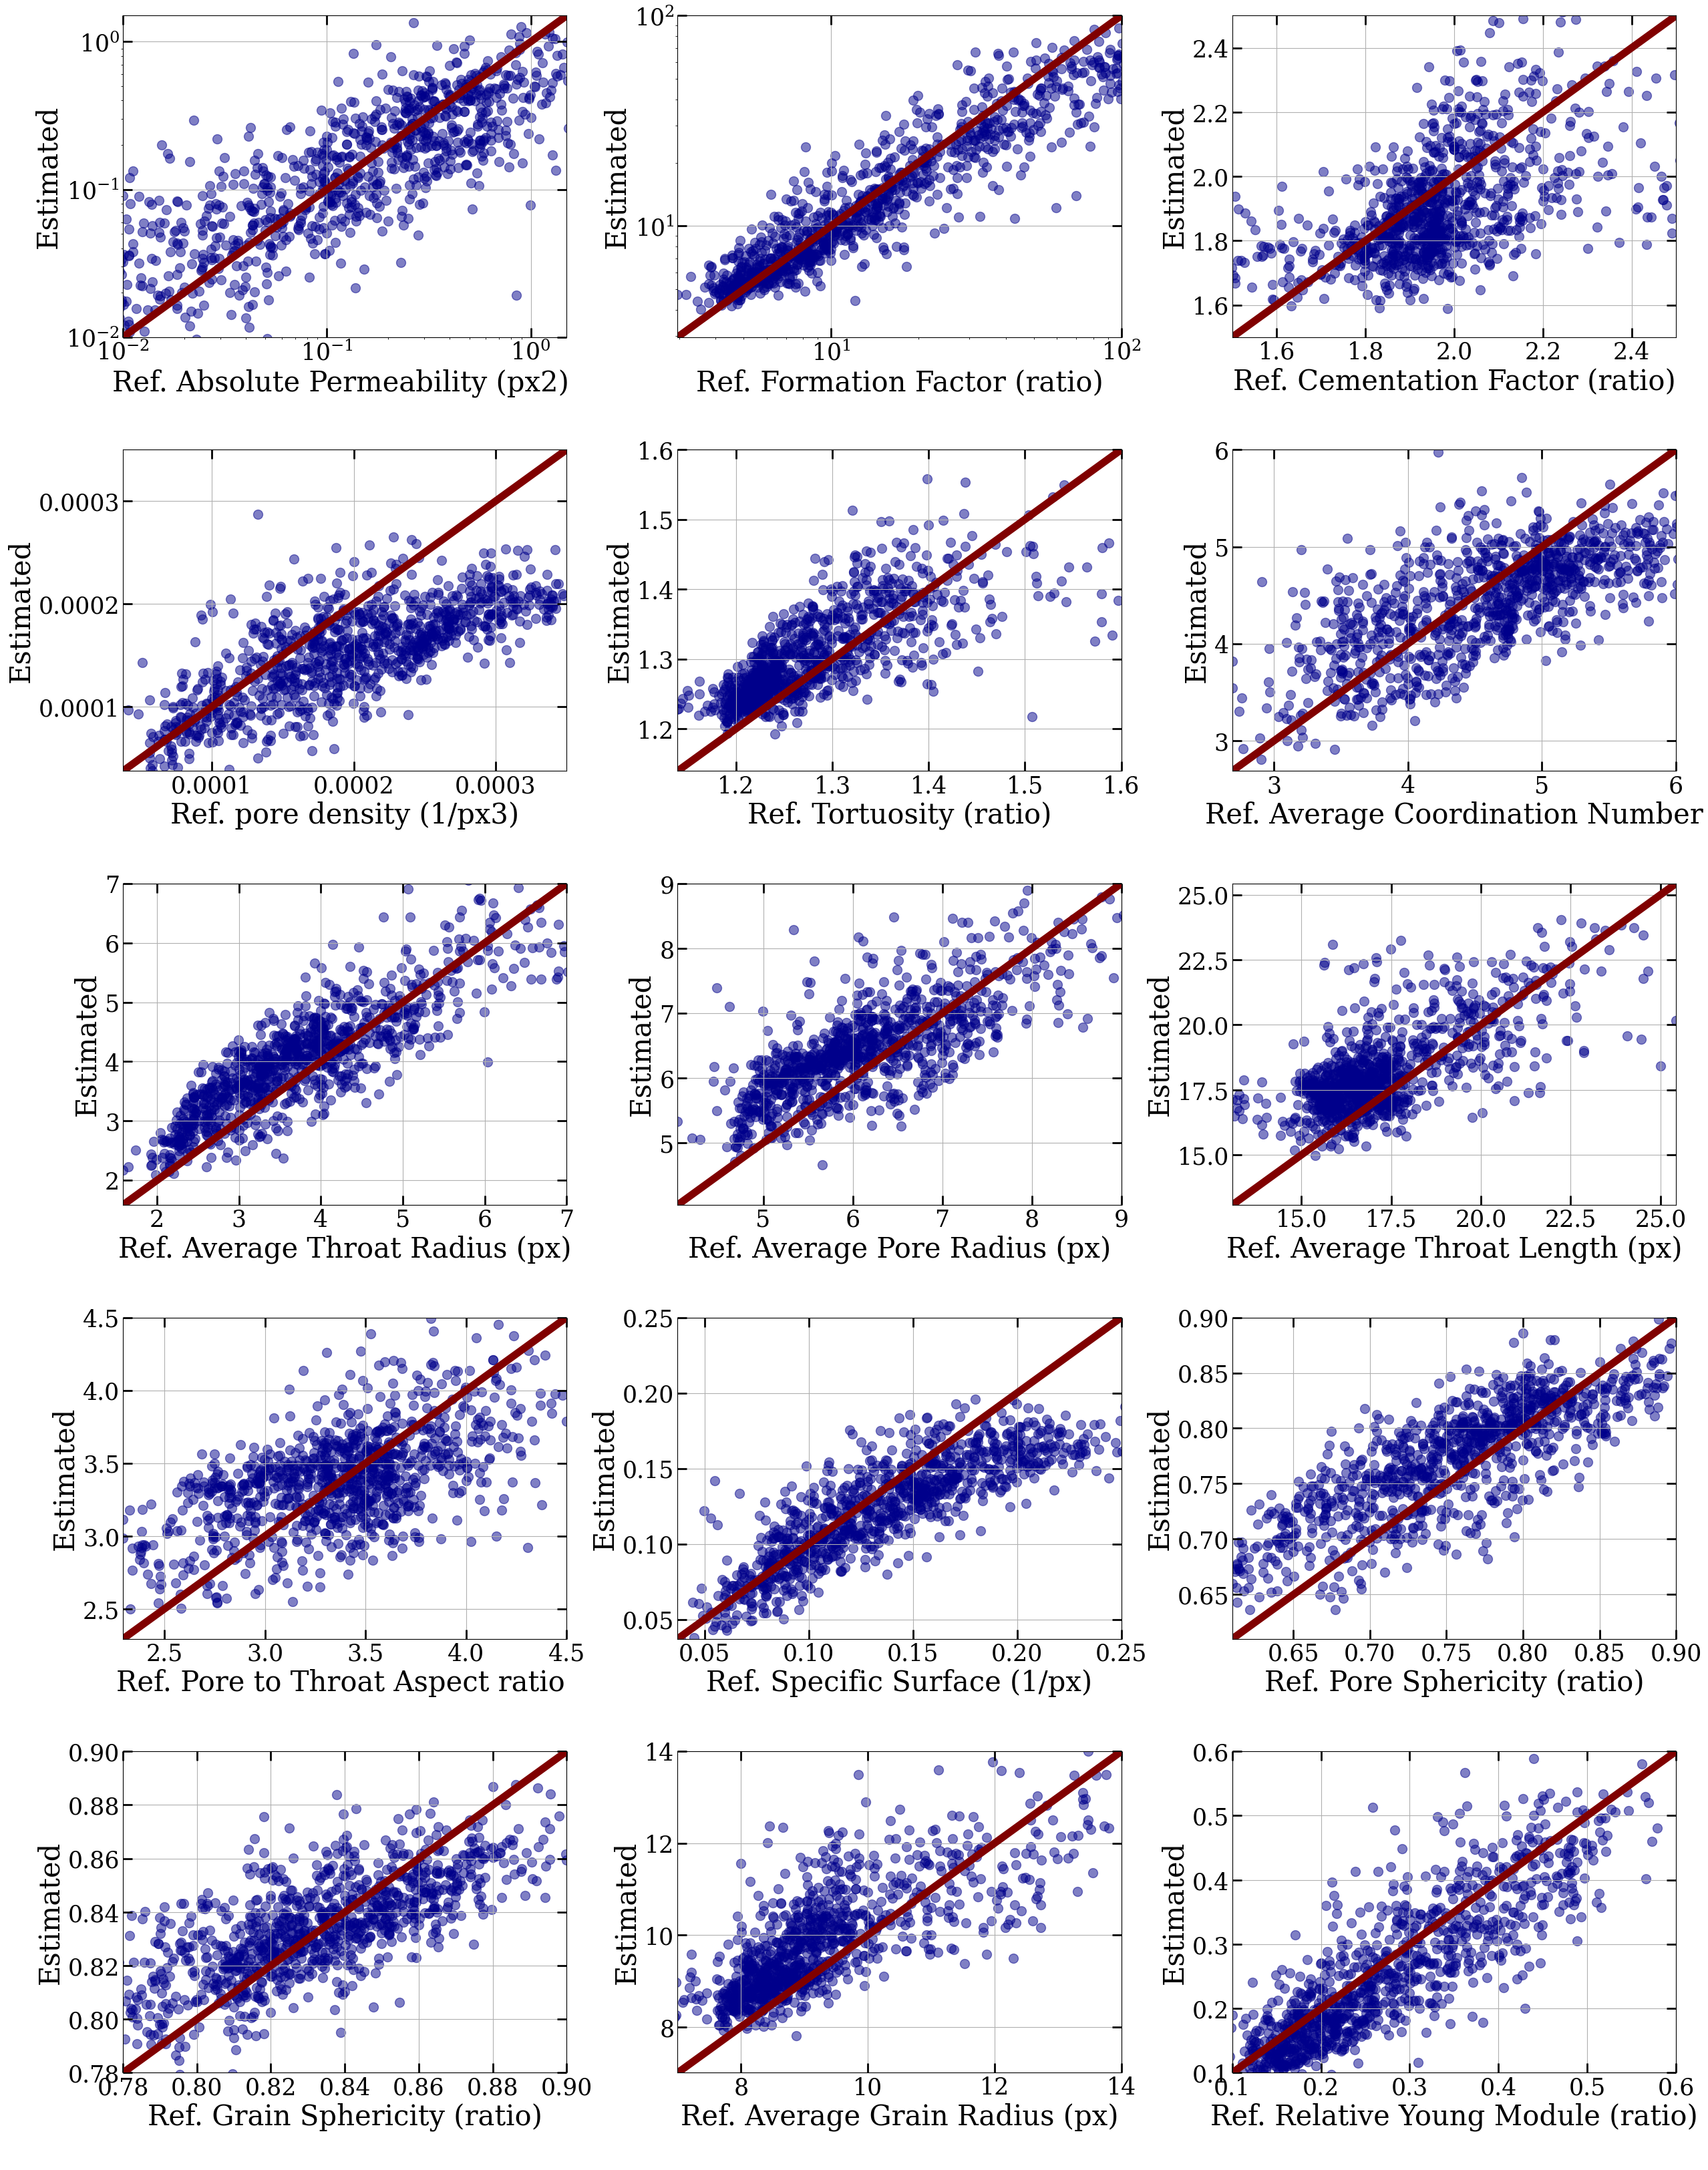 10⁰
10⁻¹
10⁻²
Estimated
10⁻² 10⁻¹ 10⁰
Ref. Absolute Permeability (px2)
10²
10¹
Estimated
10¹ 10²
Ref. Formation Factor (ratio)
2.4
2.2
2.0
1.8
1.6
Estimated
1.6 1.8 2.0 2.2 2.4
Ref. Cementation Factor (ratio)
0.0003
0.0002
0.0001
Estimated
0.0001 0.0002 0.0003
Ref. pore density (1/px3)
1.6
1.5
1.4
1.3
1.2
Estimated
1.2 1.3 1.4 1.5 1.6
Ref. Tortuosity (ratio)
6
5
4
3
Estimated
3 4 5 6
Ref. Average Coordination Number
7
6
5
4
3
2
Estimated
2 3 4 5 6 7
Ref. Average Throat Radius (px)
9
8
7
6
5
Estimated
5 6 7 8 9
Ref. Average Pore Radius (px)
25.0
22.5
20.0
17.5
15.0
Estimated
15.0 17.5 20.0 22.5 25.0
Ref. Average Throat Length (px)
4.5
4.0
3.5
3.0
2.5
Estimated
2.5 3.0 3.5 4.0 4.5
Ref. Pore to Throat Aspect ratio
0.25
0.20
0.15
0.10
0.05
Estimated
0.05 0.10 0.15 0.20 0.25
Ref. Specific Surface (1/px)
0.90
0.85
0.80
0.75
0.70
0.65
Estimated
0.65 0.70 0.75 0.80 0.85 0.90
Ref. Pore Sphericity (ratio)
0.90
0.88
0.86
0.84
0.82
0.80
0.78
Estimated
0.78 0.80 0.82 0.84 0.86 0.88 0.90
Ref. Grain Sphericity (ratio)
14
12
10
8
Estimated
8 10 12 14
Ref. Average Grain Radius (px)
0.6
0.5
0.4
0.3
0.2
0.1
Estimated
0.1 0.2 0.3 0.4 0.5 0.6
Ref. Relative Young Module (ratio)